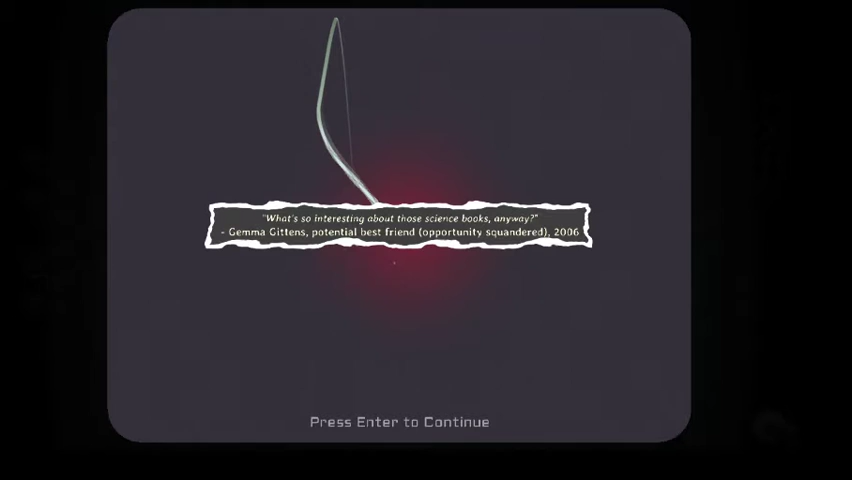 "What's so interesting about those science books, anyway?"
- Gemma Gittens, potential best friend (opportunity squandered), 2006
Press Enter to Continue